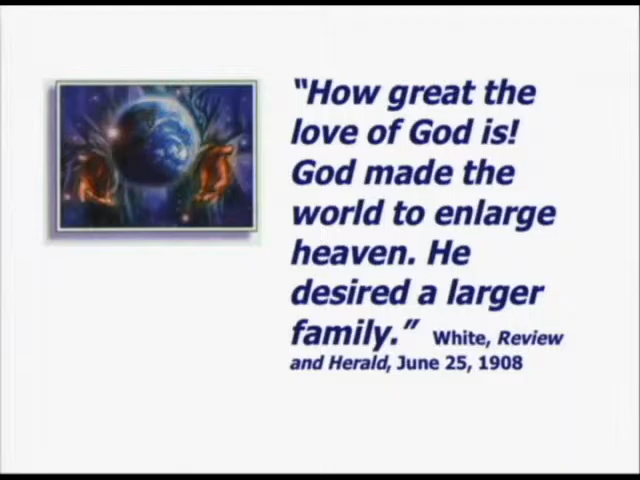 “How great the
love of God is!
God made the
world to enlarge
heaven. He
desired a larger
family.” White, Review
and Herald, June 25, 1908